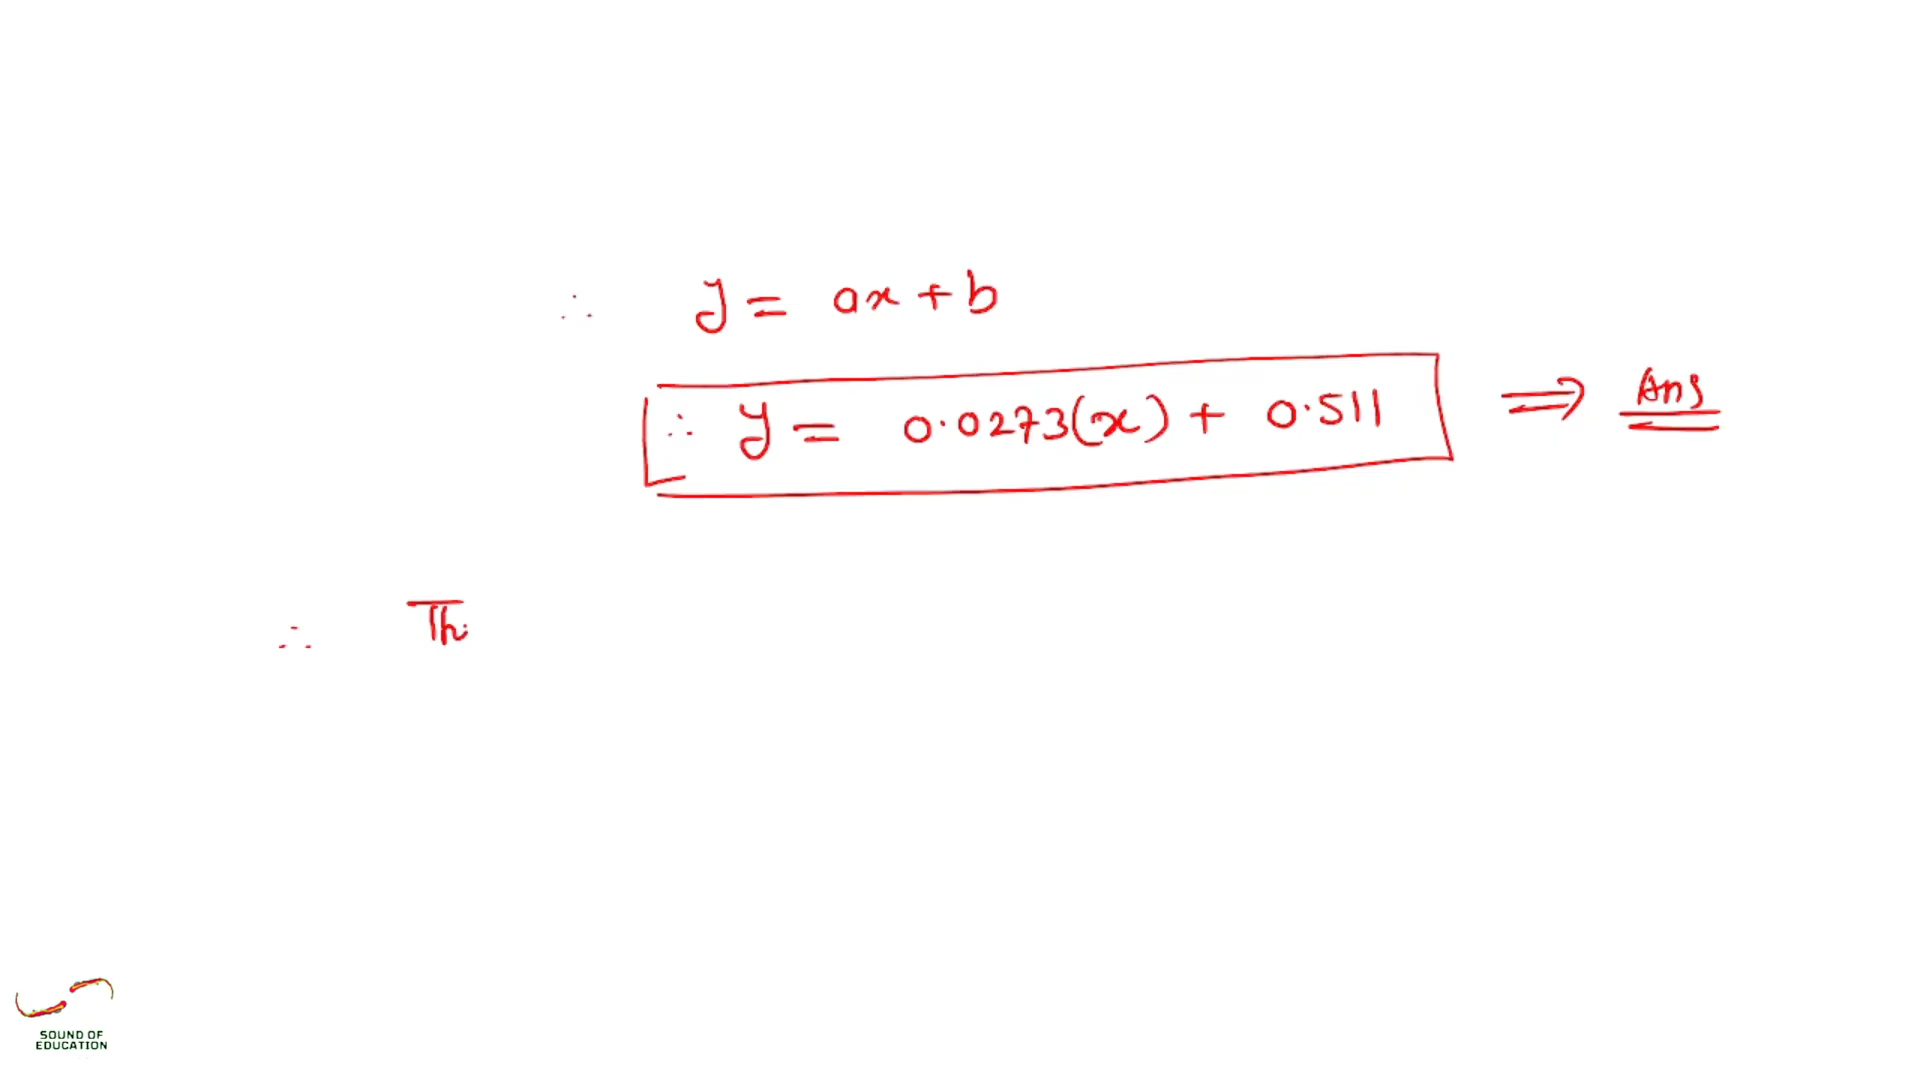 ∴ y = ax + b
∴ y = 0.0273(x) + 0.511 ⇒ Ans
∴ Th
SOUND OF
EDUCATION